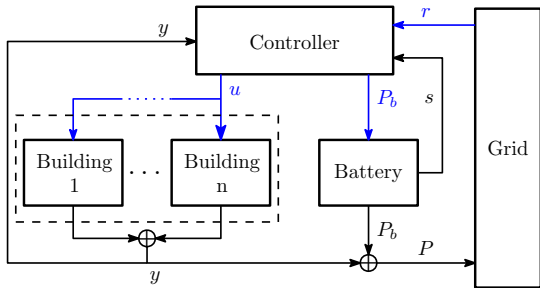 y
r
Controller
u
P_b
s
Building
1
...
Building
n
Battery
Grid
P_b
P
y